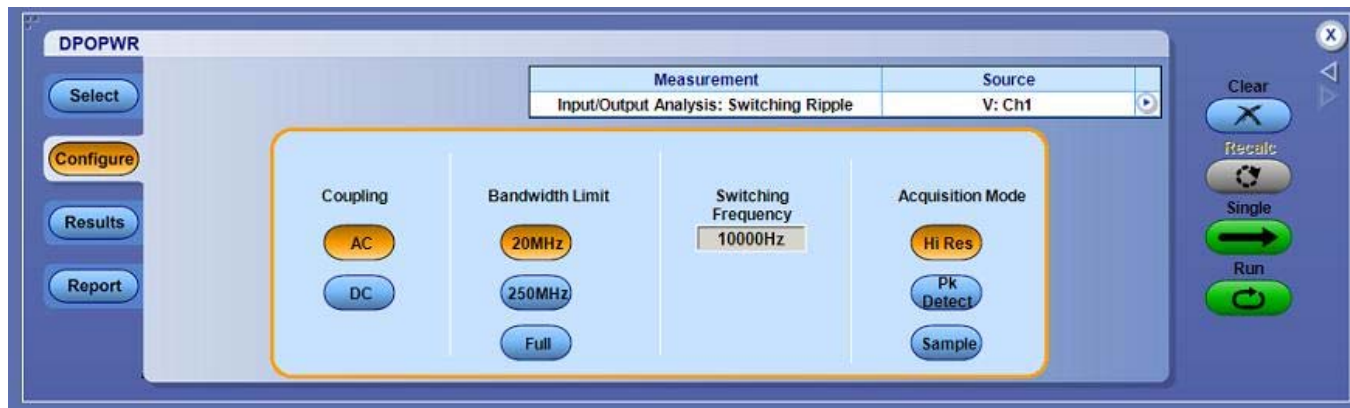 DPOPWR
Select
Configure
Results
Report
Measurement Source
Input/Output Analysis: Switching Ripple V: Ch1
Coupling
AC
DC
Bandwidth Limit
20MHz
250MHz
Full
Switching
Frequency
10000Hz
Acquisition Mode
Hi Res
Pk
Detect
Sample
X
Clear
Recalc
Single
Run